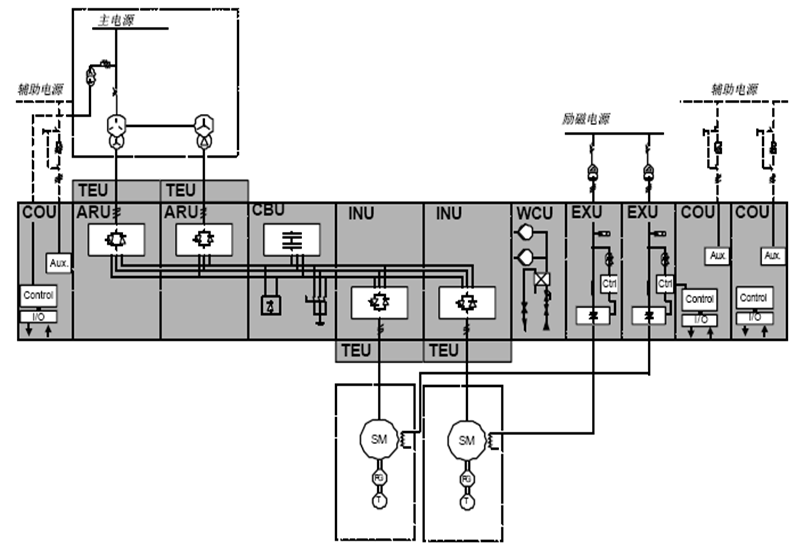 主电源
辅助电源
励磁电源
辅助电源
TEU
TEU
COU
ARU
ARU
CBU
INU
INU
WCU
EXU
EXU
COU
COU
Aux.
Aux.
Aux.
Control
I/O
Ctrl
Ctrl
Control
I/O
Control
I/O
TEU
TEU
SM
SM
PG
PG
T
T